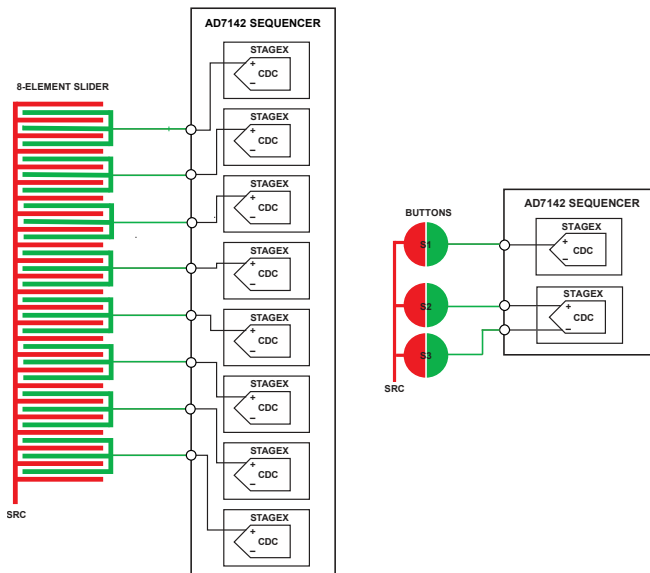 AD7142 SEQUENCER
8-ELEMENT SLIDER
STAGEX
+
CDC
−
STAGEX
+
CDC
−
STAGEX
+
CDC
−
STAGEX
+
CDC
−
STAGEX
+
CDC
−
STAGEX
+
CDC
−
STAGEX
+
CDC
−
STAGEX
+
CDC
−
SRC
AD7142 SEQUENCER
BUTTONS
S1
S2
S3
SRC
STAGEX
+
CDC
−
STAGEX
+
CDC
−